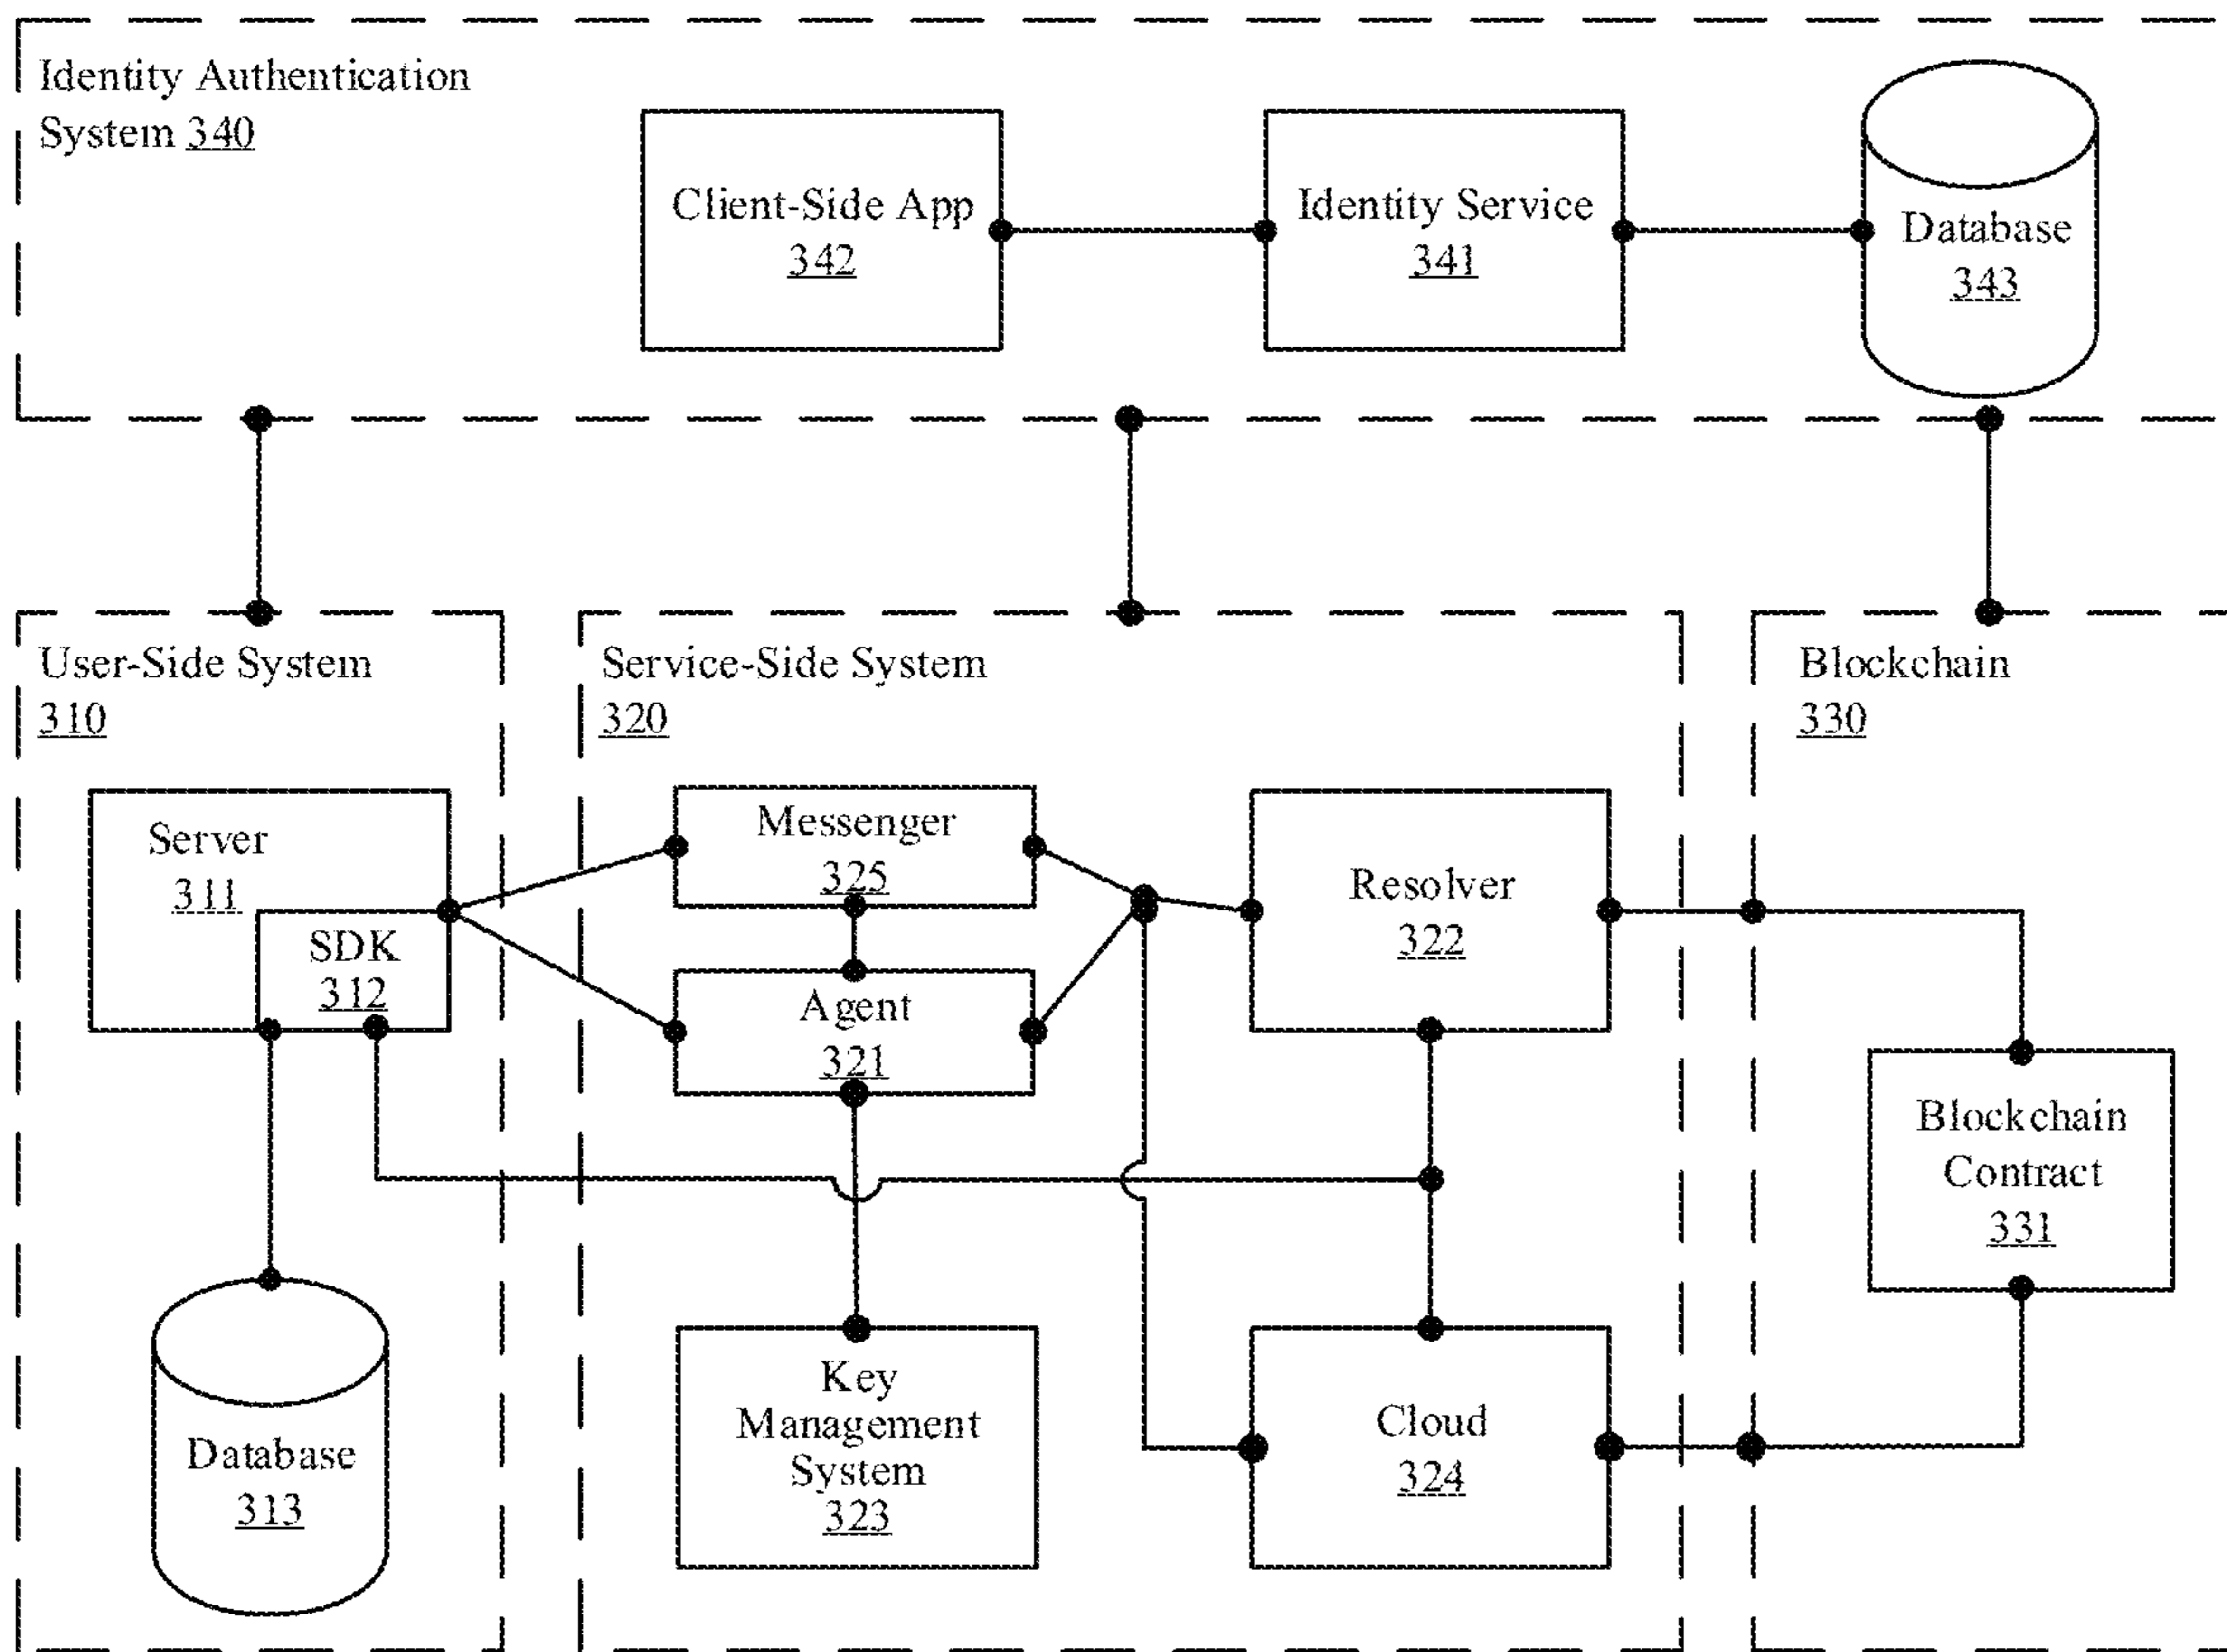 Identity Authentication
System 340
Client-Side App
342
Identity Service
341
Database
343
User-Side System
310
Server
311
SDK
312
Database
313
Service-Side System
320
Messenger
325
Agent
321
Resolver
322
Key
Management
System
323
Cloud
324
Blockchain
330
Blockchain
Contract
331